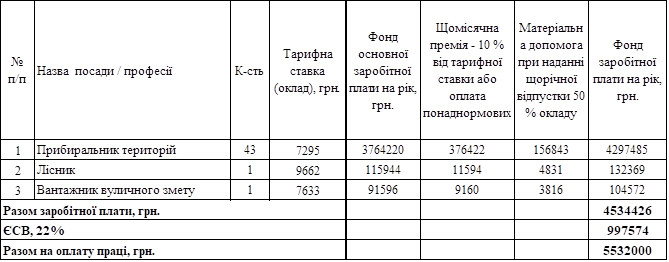 № п/п | Назва посади / професії | К-сть | Тарифна ставка (оклад), грн. | Фонд основної заробітної плати на рік, грн. | Щомісячна премія - 10 % від тарифної ставки або оплата понаднормових | Матеріальна допомога при наданні щорічної відпустки 50 % окладу | Фонд заробітної плати на рік, грн.
1 | Прибиральник територій | 43 | 7295 | 3764220 | 376422 | 156843 | 4297485
2 | Лісник | 1 | 9662 | 115944 | 11594 | 4831 | 132369
3 | Вантажник вуличного змету | 1 | 7633 | 91596 | 9160 | 3816 | 104572
Разом заробітної плати, грн. | 4534426
ЄСВ, 22% | 997574
Разом на оплату праці, грн. | 5532000